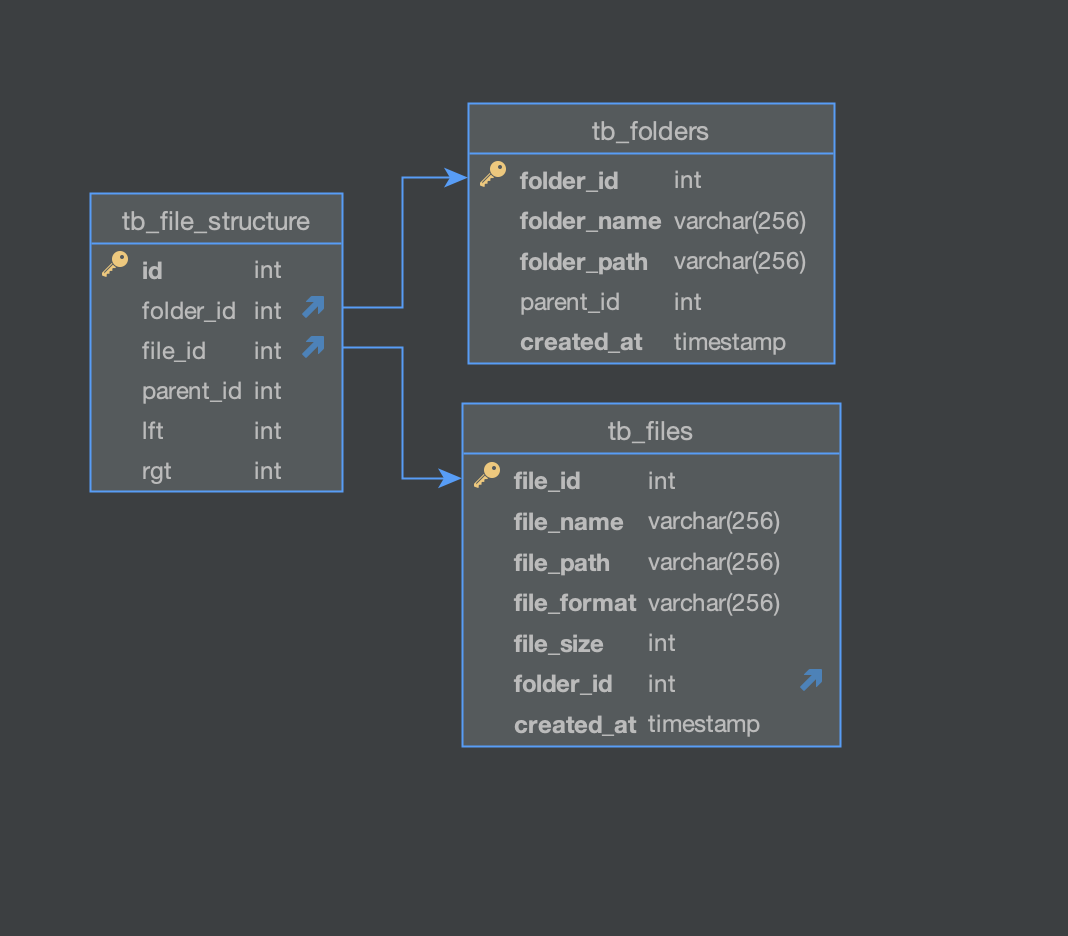 tb_folders
folder_id int
folder_name varchar(256)
folder_path varchar(256)
parent_id int
created_at timestamp
tb_file_structure
id int
folder_id int
file_id int
parent_id int
lft int
rgt int
tb_files
file_id int
file_name varchar(256)
file_path varchar(256)
file_format varchar(256)
file_size int
folder_id int
created_at timestamp